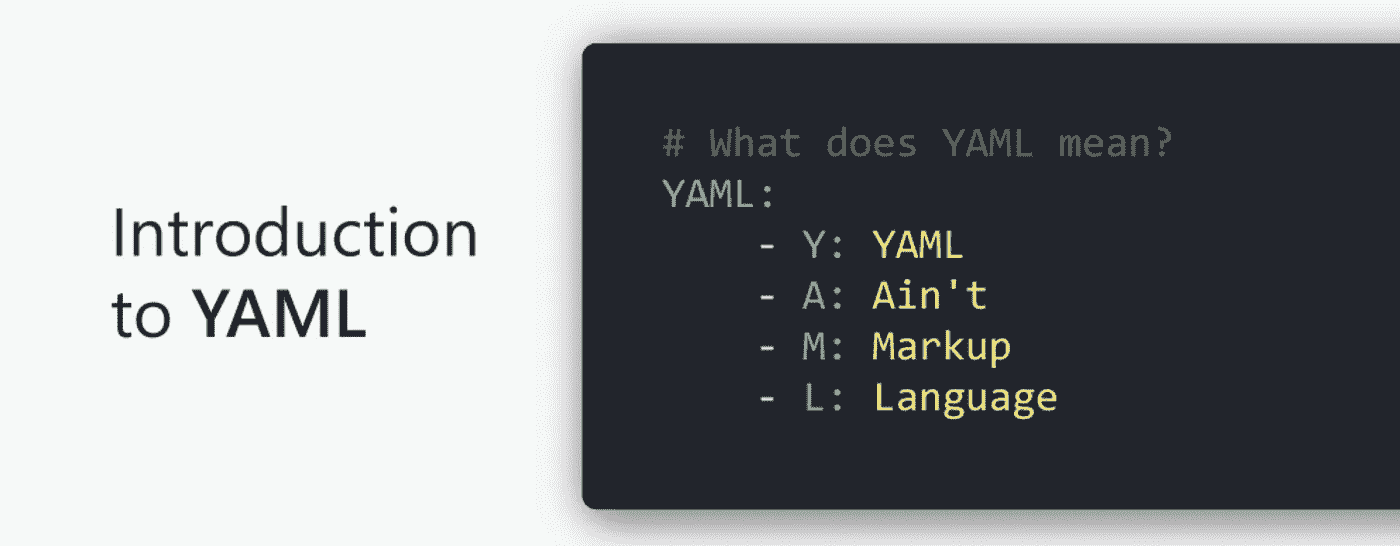 Introduction
to YAML
# What does YAML mean?
YAML:
    - Y: YAML
    - A: Ain't
    - M: Markup
    - L: Language